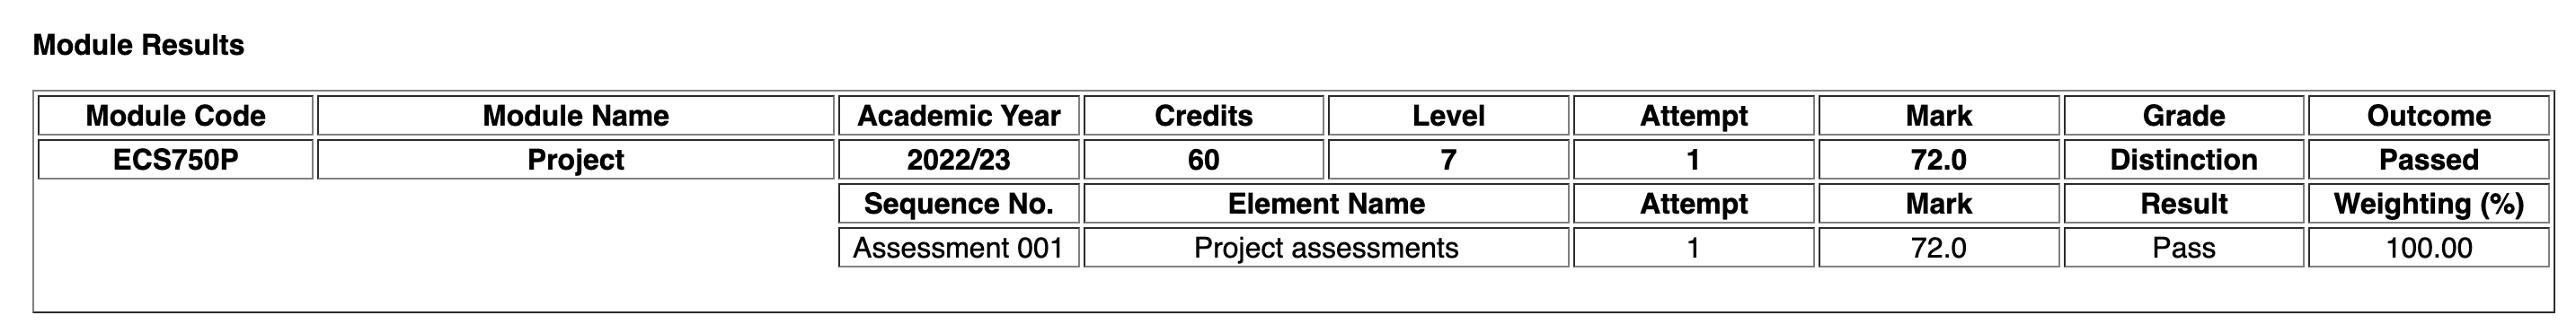 Module Results
Module Code Module Name Academic Year Credits Level Attempt Mark Grade Outcome
ECS750P Project 2022/23 60 7 1 72.0 Distinction Passed
Sequence No. Element Name Attempt Mark Result Weighting (%)
Assessment 001 Project assessments 1 72.0 Pass 100.00